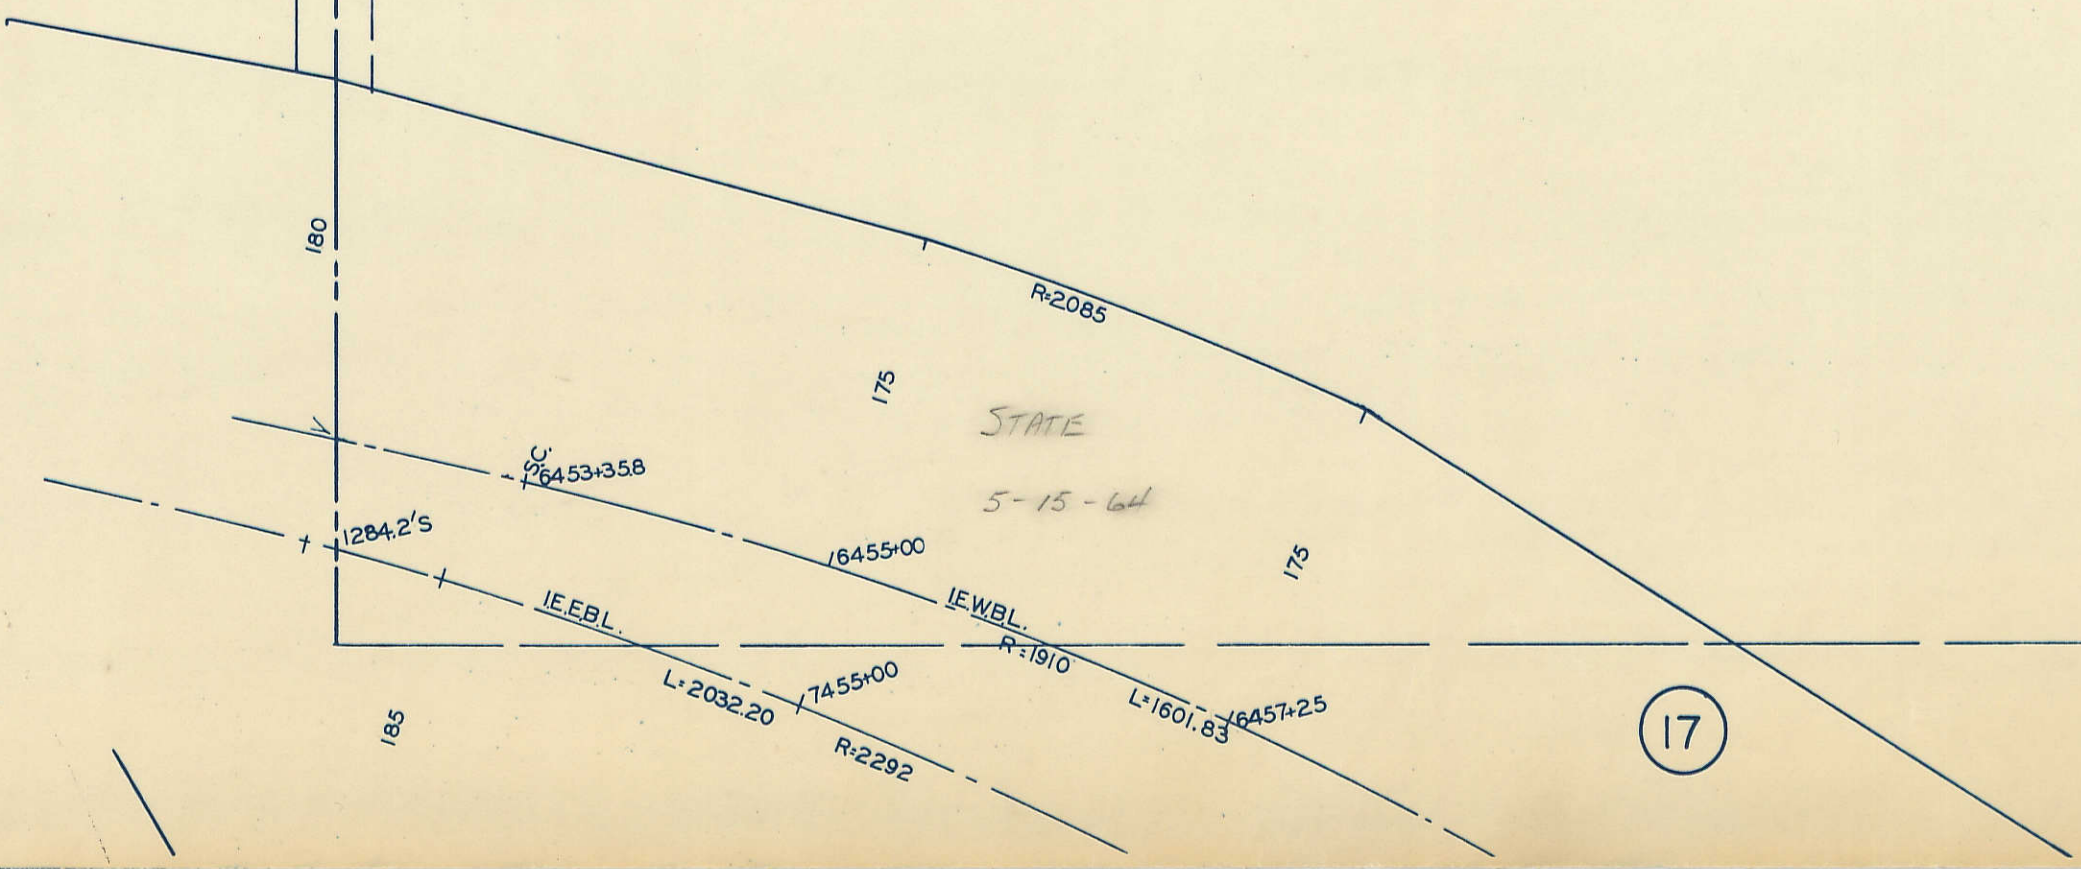 180
R=2085
175
STATE
S.C.
6453+35.8
5-15-64
1284.2'S
6455+00
175
I.E.E.B.L.
I.E.W.B.L.
R=1910
L=2032.20
7455+00
L=1601.83
6457+25
185
R=2292
17